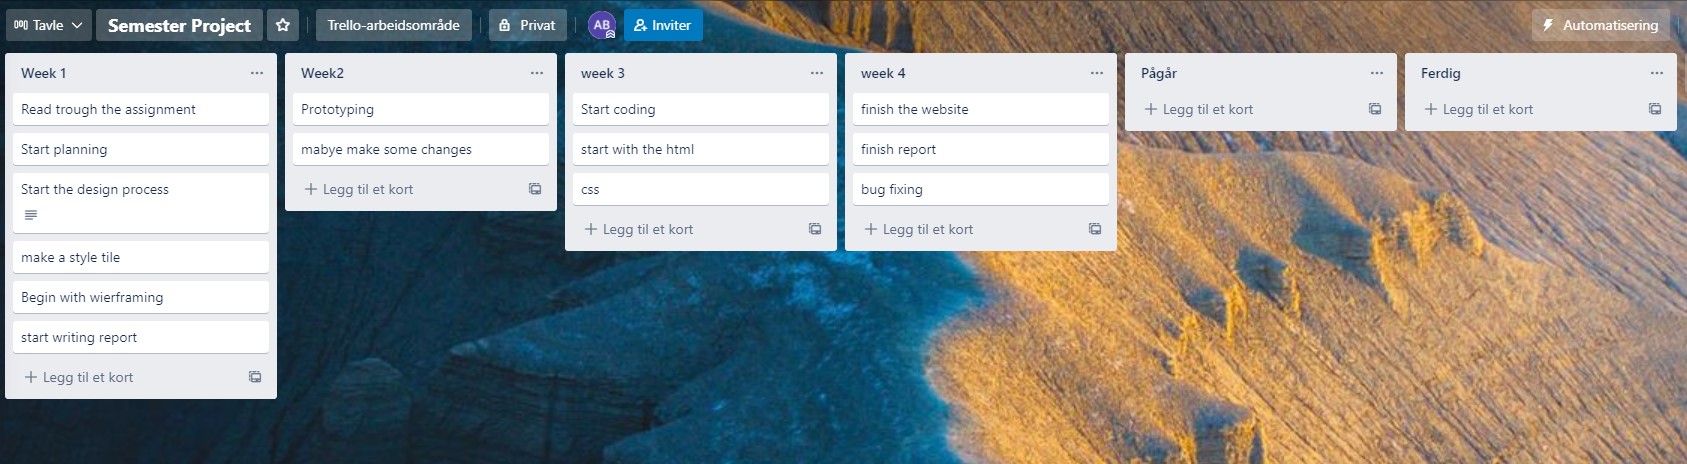 Tavle
Semester Project
Trello-arbeidsområde
Privat
AB
Inviter
Automatisering
Week 1
Read trough the assignment
Start planning
Start the design process
make a style tile
Begin with wierframing
start writing report
Legg til et kort
Week2
Prototyping
mabye make some changes
Legg til et kort
week 3
Start coding
start with the html
css
Legg til et kort
week 4
finish the website
finish report
bug fixing
Legg til et kort
Pågår
Legg til et kort
Ferdig
Legg til et kort